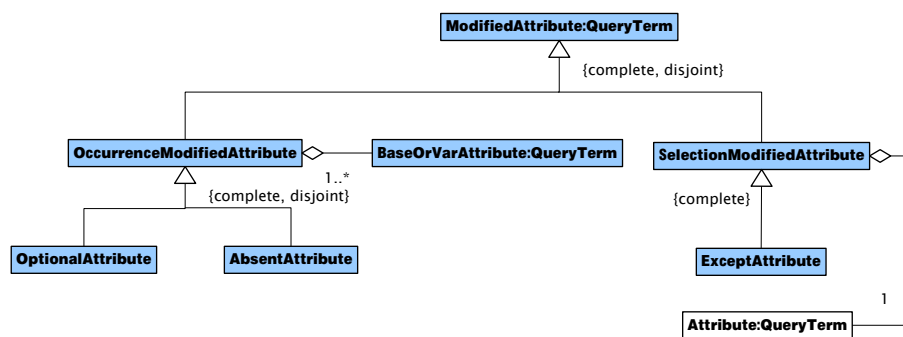 ModifiedAttribute:QueryTerm
{complete, disjoint}
OccurrenceModifiedAttribute
BaseOrVarAttribute:QueryTerm
SelectionModifiedAttribute
1..*
{complete, disjoint}
{complete}
OptionalAttribute
AbsentAttribute
ExceptAttribute
1
Attribute:QueryTerm